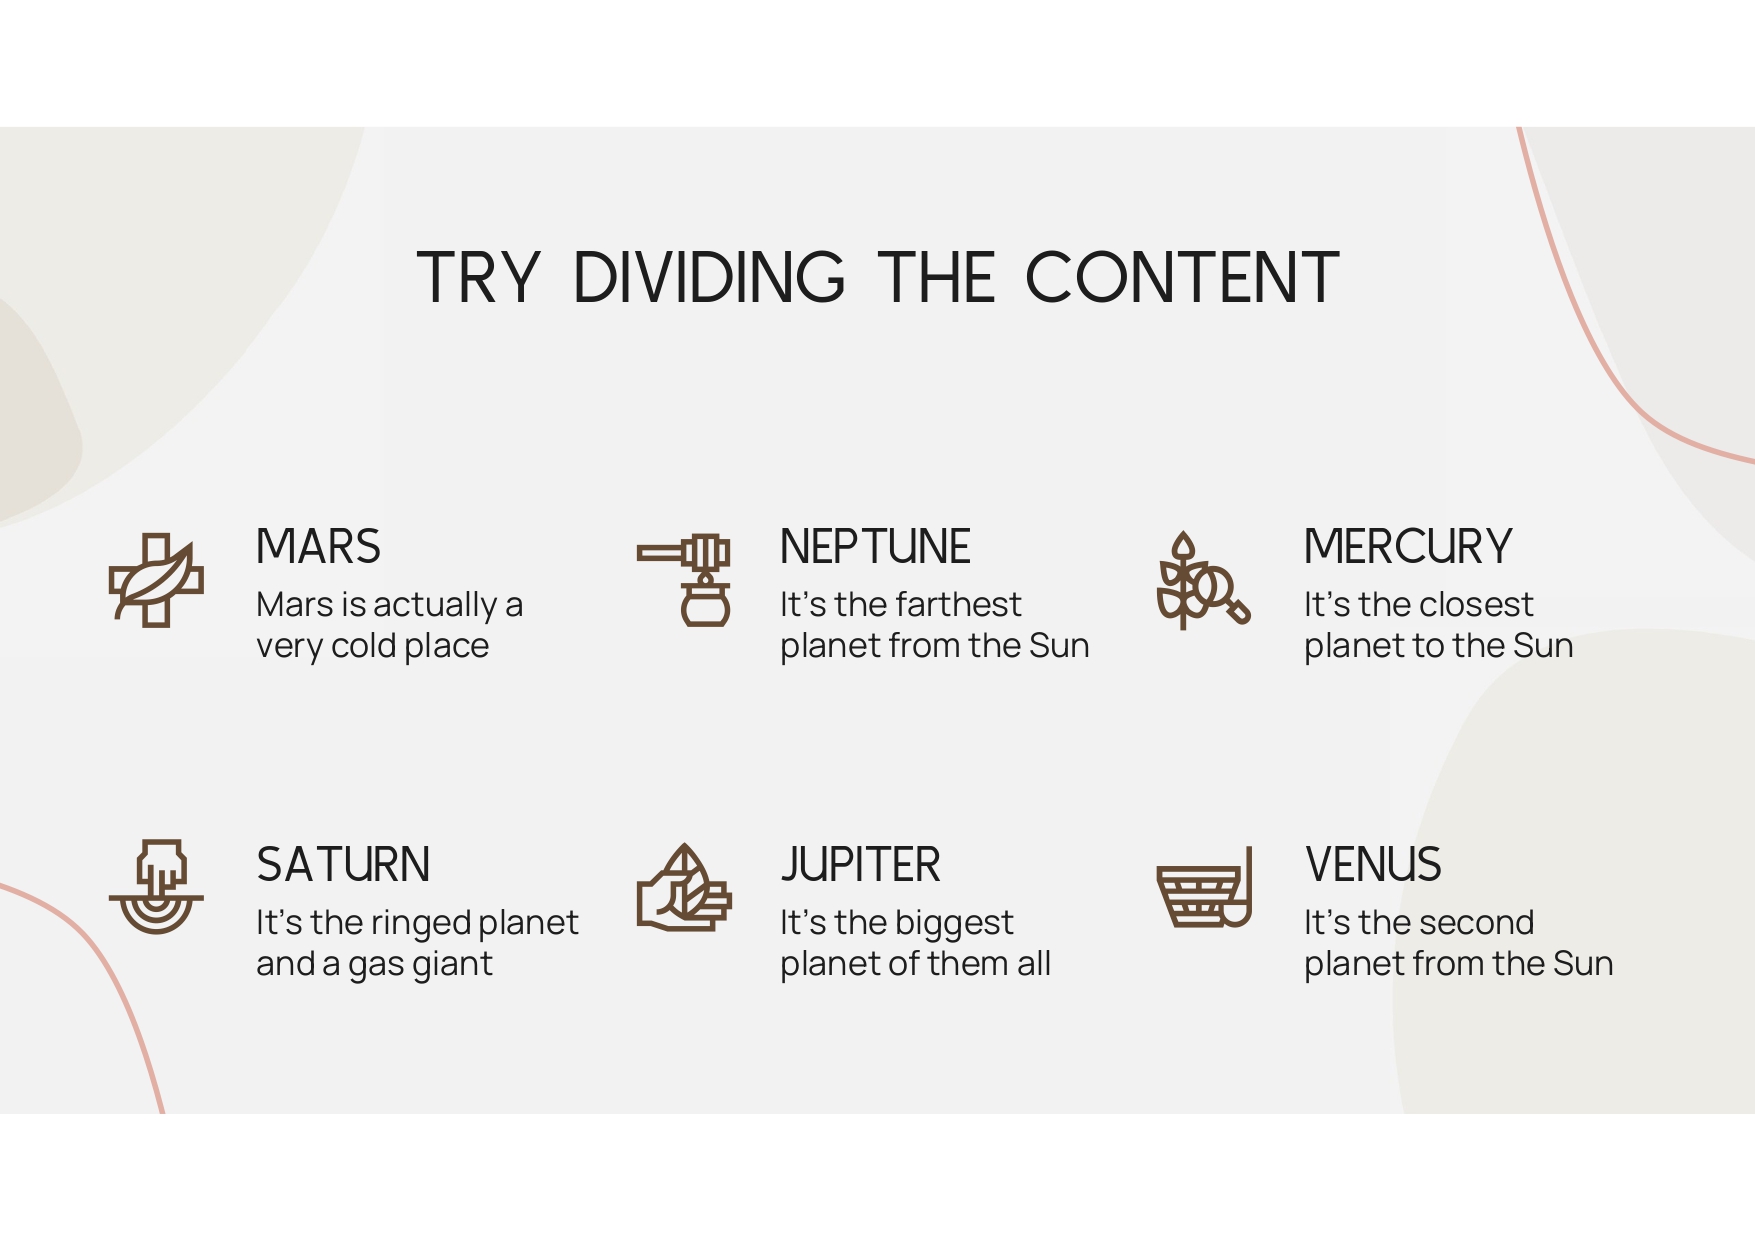 TRY DIVIDING THE CONTENT
MARS
Mars is actually a
very cold place
NEPTUNE
It’s the farthest
planet from the Sun
MERCURY
It’s the closest
planet to the Sun
SATURN
It’s the ringed planet
and a gas giant
JUPITER
It’s the biggest
planet of them all
VENUS
It’s the second
planet from the Sun